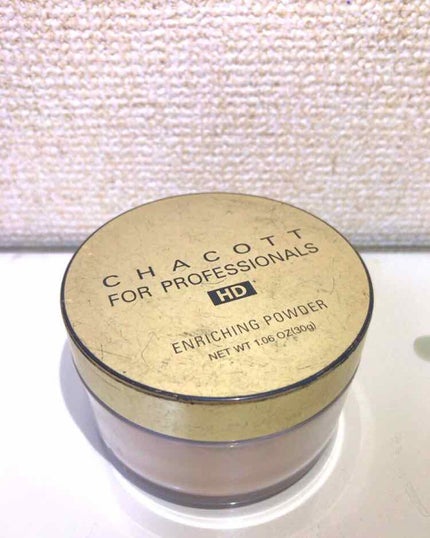 CHACOTT
FOR PROFESSIONALS
HD
ENRICHING POWDER
NET WT 1.06 OZ(30g)